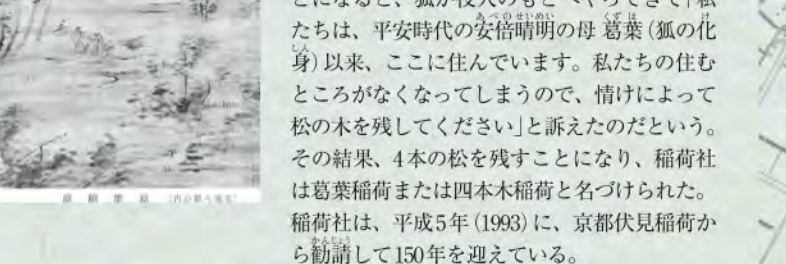 とになると、狐が役人のもとへやってきて「私
たちは、平安時代の安倍晴明の母 葛葉(狐の化
身)以来、ここに住んでいます。私たちの住む
ところがなくなってしまうので、情けによって
松の木を残してください」と訴えたのだという。
その結果、4本の松を残すことになり、稲荷社
は葛葉稲荷または四本木稲荷と名づけられた。
稲荷社は、平成5年(1993)に、京都伏見稲荷か
ら勧請して150年を迎えている。